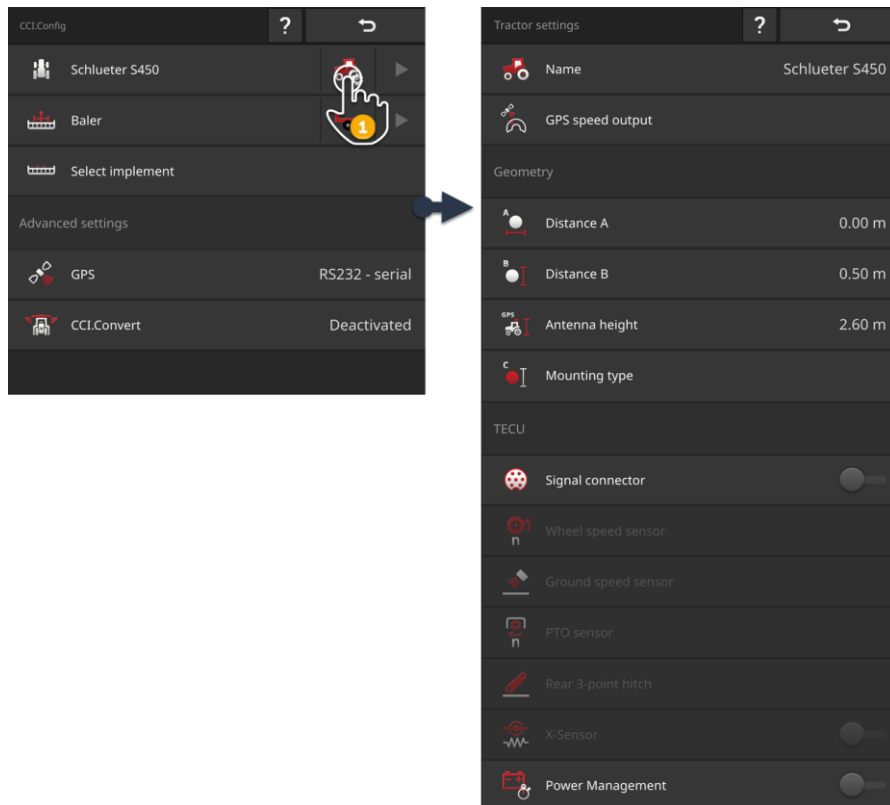 CCI.Config ?
Schlueter S450
Baler
1
Select implement
Advanced settings
GPS RS232 - serial
CCI.Convert Deactivated
Tractor settings ?
Name Schlueter S450
GPS speed output
Geometry
A
Distance A 0.00 m
B
Distance B 0.50 m
GPS
Antenna height 2.60 m
C
Mounting type
TECU
Signal connector
n
Wheel speed sensor
Ground speed sensor
n
PTO sensor
Rear 3-point hitch
X-Sensor
Power Management